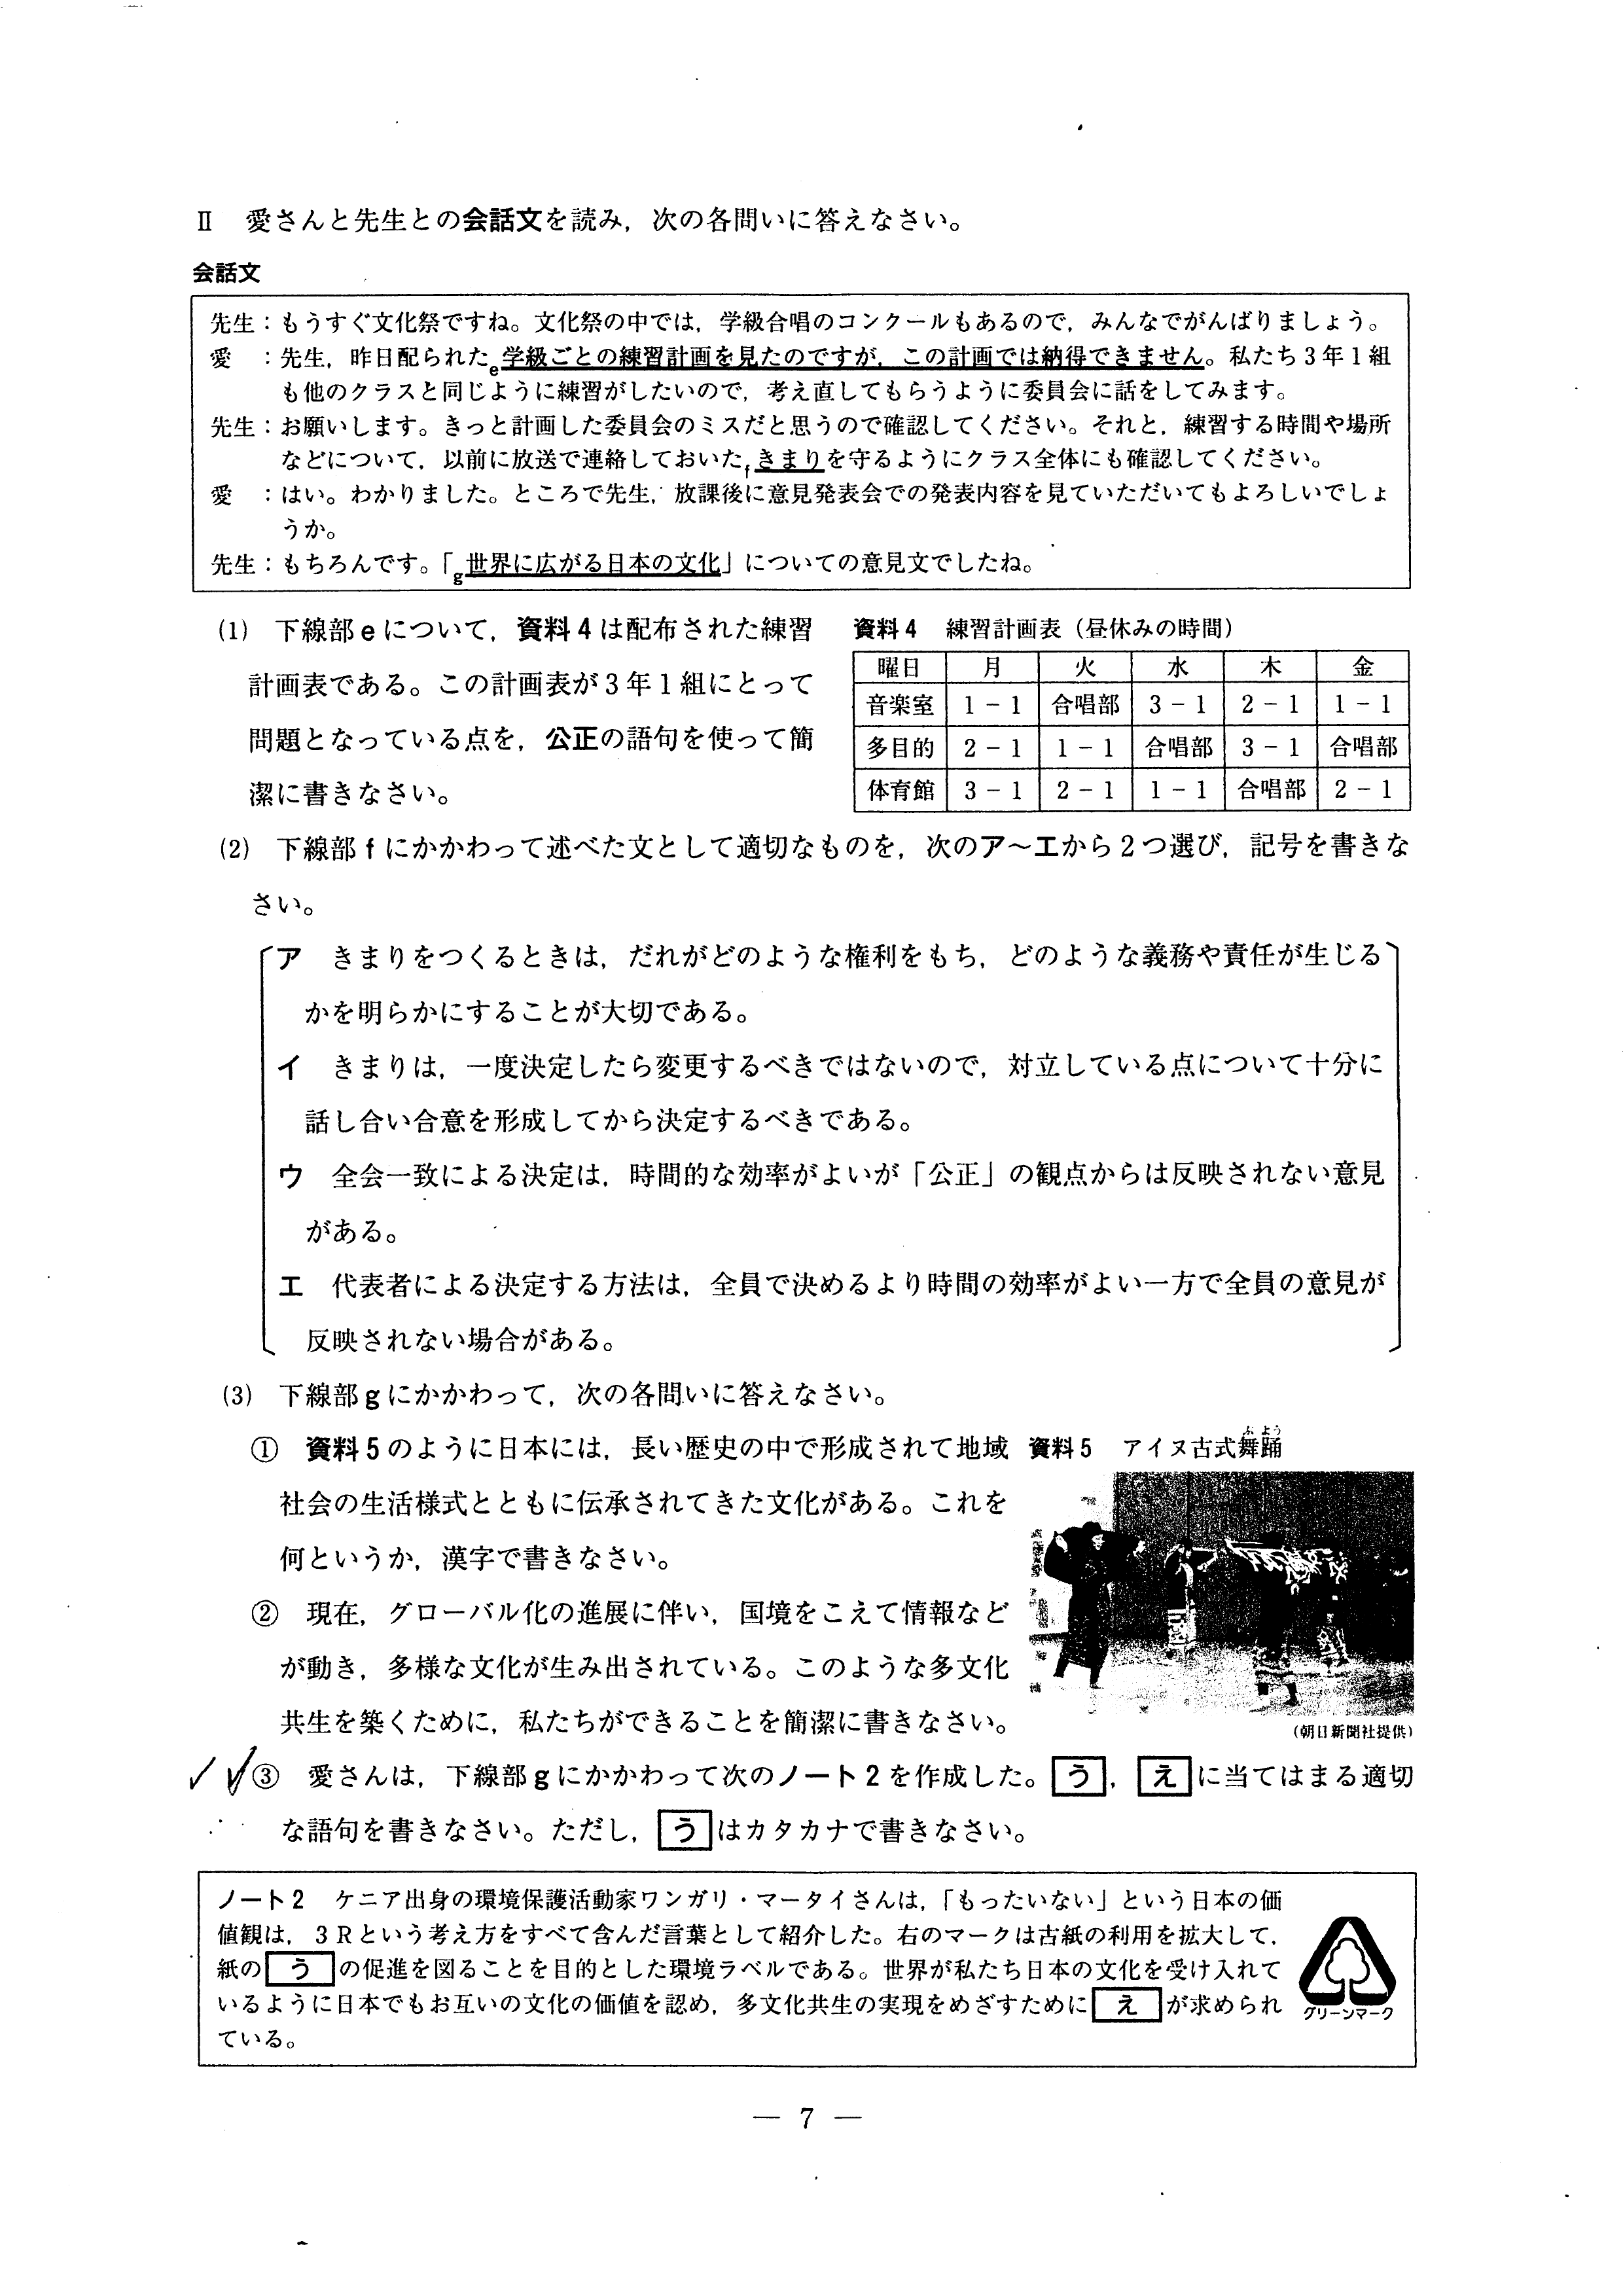 Ⅱ　愛さんと先生との会話文を読み，次の各問いに答えなさい。
会話文
先生：もうすぐ文化祭ですね。文化祭の中では，学級合唱のコンクールもあるので，みんなでがんばりましょう。
愛　：先生，昨日配られたe学級ごとの練習計画を見たのですが，この計画では納得できません。私たち３年１組
も他のクラスと同じように練習がしたいので，考え直してもらうように委員会に話をしてみます。
先生：お願いします。きっと計画した委員会のミスだと思うので確認してください。それと，練習する時間や場所
などについて，以前に放送で連絡しておいたfきまりを守るようにクラス全体にも確認してください。
愛　：はい。わかりました。ところで先生，放課後に意見発表会での発表内容を見ていただいてもよろしいでしょ
うか。
先生：もちろんです。「g世界に広がる日本の文化」についての意見文でしたね。
(1)　下線部eについて，資料４は配布された練習
計画表である。この計画表が３年１組にとって
問題となっている点を，公正の語句を使って簡
潔に書きなさい。
資料４　練習計画表（昼休みの時間）
曜日　月　火　水　木　金
音楽室　１－１　合唱部　３－１　２－１　１－１
多目的　２－１　１－１　合唱部　３－１　合唱部
体育館　３－１　２－１　１－１　合唱部　２－１
(2)　下線部fにかかわって述べた文として適切なものを，次のア〜エから２つ選び，記号を書きな
さい。
ア　きまりをつくるときは，だれがどのような権利をもち，どのような義務や責任が生じる
かを明らかにすることが大切である。
イ　きまりは，一度決定したら変更するべきではないので，対立している点について十分に
話し合い合意を形成してから決定するべきである。
ウ　全会一致による決定は，時間的な効率がよいが「公正」の観点からは反映されない意見
がある。
エ　代表者による決定する方法は，全員で決めるより時間の効率がよい一方で全員の意見が
反映されない場合がある。
(3)　下線部gにかかわって，次の各問いに答えなさい。
①　資料５のように日本には，長い歴史の中で形成されて地域
社会の生活様式とともに伝承されてきた文化がある。これを
何というか，漢字で書きなさい。
②　現在，グローバル化の進展に伴い，国境をこえて情報など
が動き，多様な文化が生み出されている。このような多文化
共生を築くために，私たちができることを簡潔に書きなさい。
資料５　アイヌ古式舞踊
ぶよう
（朝日新聞社提供）
③　愛さんは，下線部gにかかわって次のノート２を作成した。う，えに当てはまる適切
な語句を書きなさい。ただし，うはカタカナで書きなさい。
ノート２　ケニア出身の環境保護活動家ワンガリ・マータイさんは，「もったいない」という日本の価
値観は，３Rという考え方をすべて含んだ言葉として紹介した。右のマークは古紙の利用を拡大して，
紙のうの促進を図ることを目的とした環境ラベルである。世界が私たち日本の文化を受け入れて
いるように日本でもお互いの文化の価値を認め，多文化共生の実現をめざすためにえが求められ
ている。
グリーンマーク
— 7 —